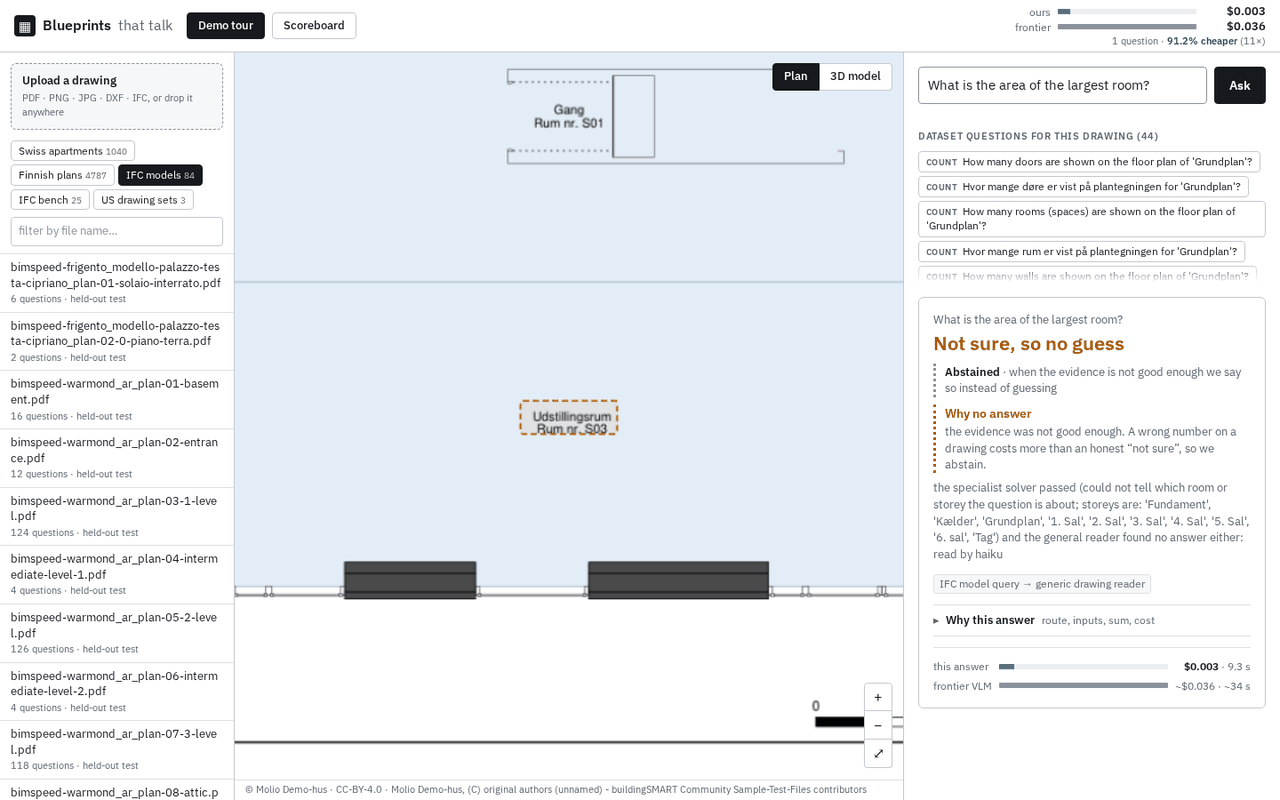 Blueprints that talk
Demo tour
Scoreboard
ours $0.003
frontier $0.036
1 question · 91.2% cheaper (11×)
Upload a drawing
PDF · PNG · JPG · DXF · IFC, or drop it
anywhere
Swiss apartments 1040
Finnish plans 4787
IFC models 84
IFC bench 25
US drawing sets 3
filter by file name...
bimspeed-frigento_modello-palazzo-tes
ta-cipriano_plan-01-solaio-interrato.pdf
6 questions · held-out test
bimspeed-frigento_modello-palazzo-tes
ta-cipriano_plan-02-0-piano-terra.pdf
2 questions · held-out test
bimspeed-warmond_ar_plan-01-basem
ent.pdf
16 questions · held-out test
bimspeed-warmond_ar_plan-02-entran
ce.pdf
12 questions · held-out test
bimspeed-warmond_ar_plan-03-1-leve
l.pdf
124 questions · held-out test
bimspeed-warmond_ar_plan-04-interm
ediate-level-1.pdf
4 questions · held-out test
bimspeed-warmond_ar_plan-05-2-leve
l.pdf
126 questions · held-out test
bimspeed-warmond_ar_plan-06-interm
ediate-level-2.pdf
4 questions · held-out test
bimspeed-warmond_ar_plan-07-3-leve
l.pdf
118 questions · held-out test
bimspeed-warmond_ar_plan-08-attic.p
Plan
3D model
Gang
Rum nr. S01
Udstillingsrum
Rum nr. S03
0
+
−
© Molio Demo-hus · CC-BY-4.0 · Molio Demo-hus, (C) original authors (unnamed) - buildingSMART Community Sample-Test-Files contributors
What is the area of the largest room?
Ask
DATASET QUESTIONS FOR THIS DRAWING (44)
COUNT How many doors are shown on the floor plan of 'Grundplan'?
COUNT Hvor mange døre er vist på plantegningen for 'Grundplan'?
COUNT How many rooms (spaces) are shown on the floor plan of
'Grundplan'?
COUNT Hvor mange rum er vist på plantegningen for 'Grundplan'?
COUNT How many walls are shown on the floor plan of 'Grundplan'?
What is the area of the largest room?
Not sure, so no guess
Abstained · when the evidence is not good enough we say
so instead of guessing
Why no answer
the evidence was not good enough. A wrong number on a
drawing costs more than an honest “not sure”, so we
abstain.
the specialist solver passed (could not tell which room or
storey the question is about; storeys are: 'Fundament',
'Kælder', 'Grundplan', '1. Sal', '2. Sal', '3. Sal', '4. Sal', '5. Sal',
'6. sal', 'Tag') and the general reader found no answer either:
read by haiku
IFC model query → generic drawing reader
▸ Why this answer route, inputs, sum, cost
this answer $0.003 · 9.3 s
frontier VLM ~$0.036 · ~34 s